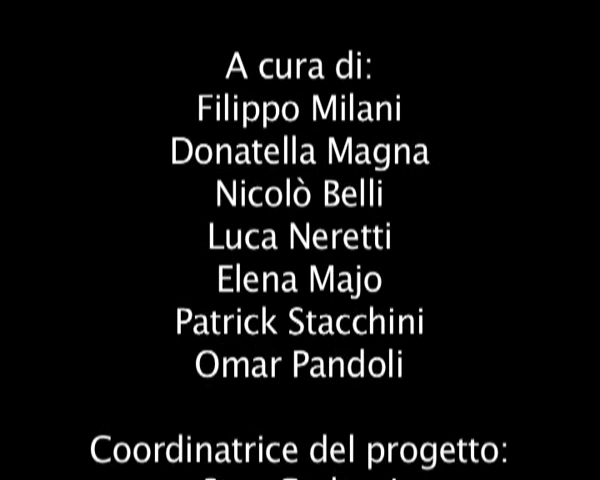 A cura di:
Filippo Milani
Donatella Magna
Nicolò Belli
Luca Neretti
Elena Majo
Patrick Stacchini
Omar Pandoli
Coordinatrice del progetto: